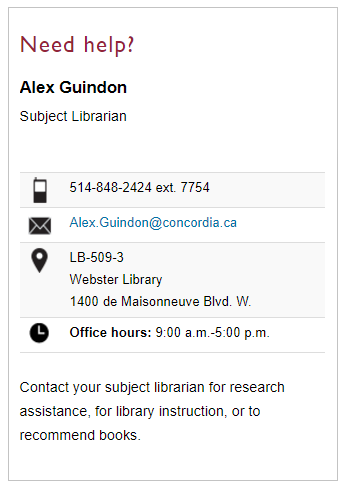 Need help?
Alex Guindon
Subject Librarian
514-848-2424 ext. 7754
Alex.Guindon@concordia.ca
LB-509-3
Webster Library
1400 de Maisonneuve Blvd. W.
Office hours: 9:00 a.m.-5:00 p.m.
Contact your subject librarian for research
assistance, for library instruction, or to
recommend books.